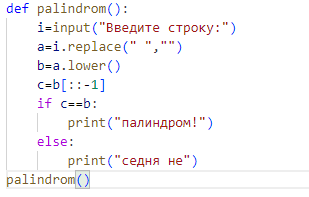 def palindrom():
    i=input("Введите строку:")
    a=i.replace(" ","")
    b=a.lower()
    c=b[::-1]
    if c==b:
        print("палиндром!")
    else:
        print("седня не")
palindrom()